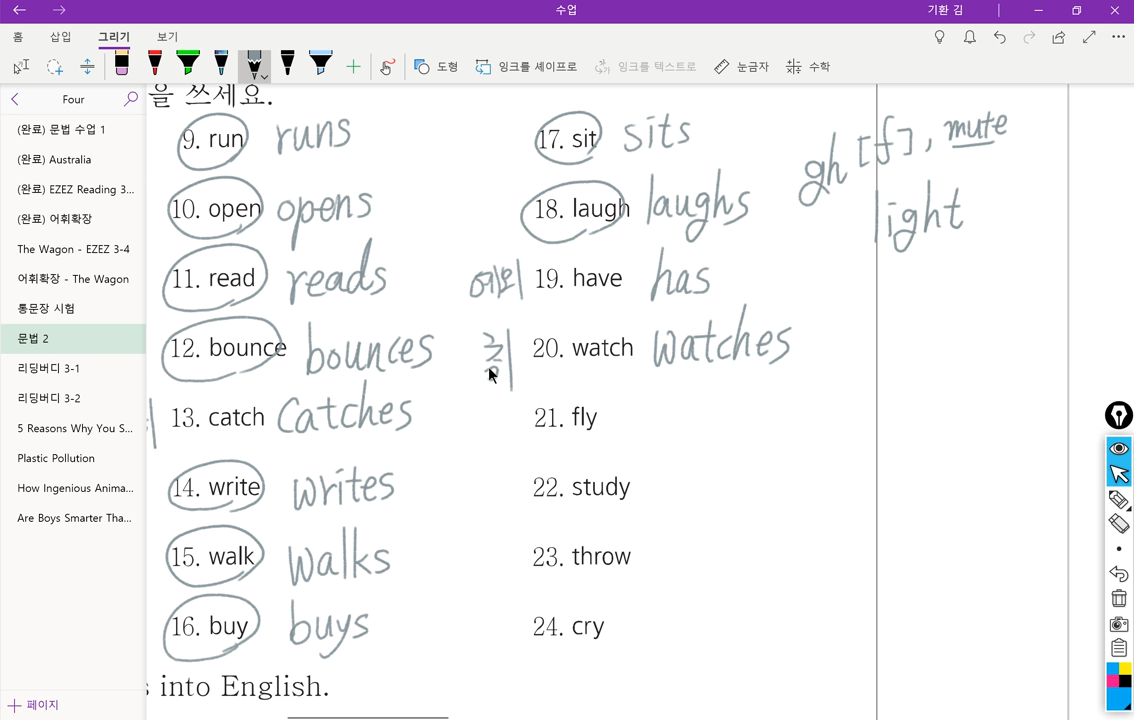 수업
기환 김
홈 삽입 그리기 보기
도형 잉크를 셰이프로 잉크를 텍스트로 눈금자 수학
Four
(완료) 문법 수업 1
(완료) Australia
(완료) EZEZ Reading 3...
(완료) 어휘확장
The Wagon - EZEZ 3-4
어휘확장 - The Wagon
통문장 시험
문법 2
리딩버디 3-1
리딩버디 3-2
5 Reasons Why You S...
Plastic Pollution
How Ingenious Anima...
Are Boys Smarter Tha...
페이지
을 쓰세요.
9. run runs
10. open opens
11. read reads
12. bounce bounces
13. catch catches
14. write writes
15. walk walks
16. buy buys
17. sit sits
18. laugh laughs
예외 19. have has
20. watch watches
21. fly
22. study
23. throw
24. cry
gh [f], mute
light
into English.